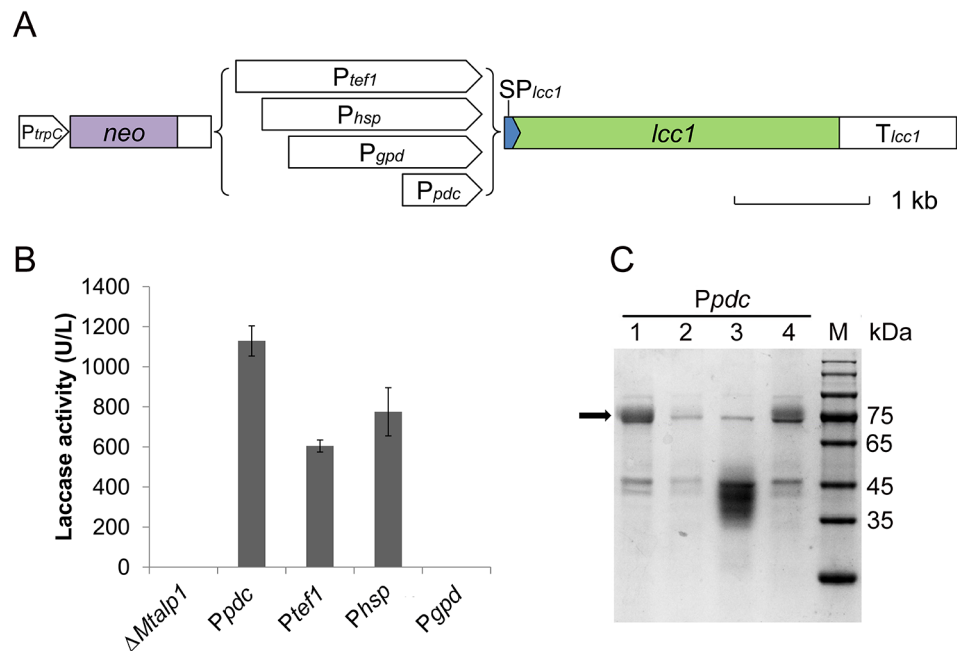 A
Ptef1
Phsp
Pgpd
Ppdc
PtrpC
neo
SPlcc1
lcc1
Tlcc1
1 kb
B
Laccase activity (U/L)
1400
1200
1000
800
600
400
200
0
ΔMtalp1
Ppdc
Ptef1
Phsp
Pgpd
C
Ppdc
1 2 3 4 M kDa
75
65
45
35